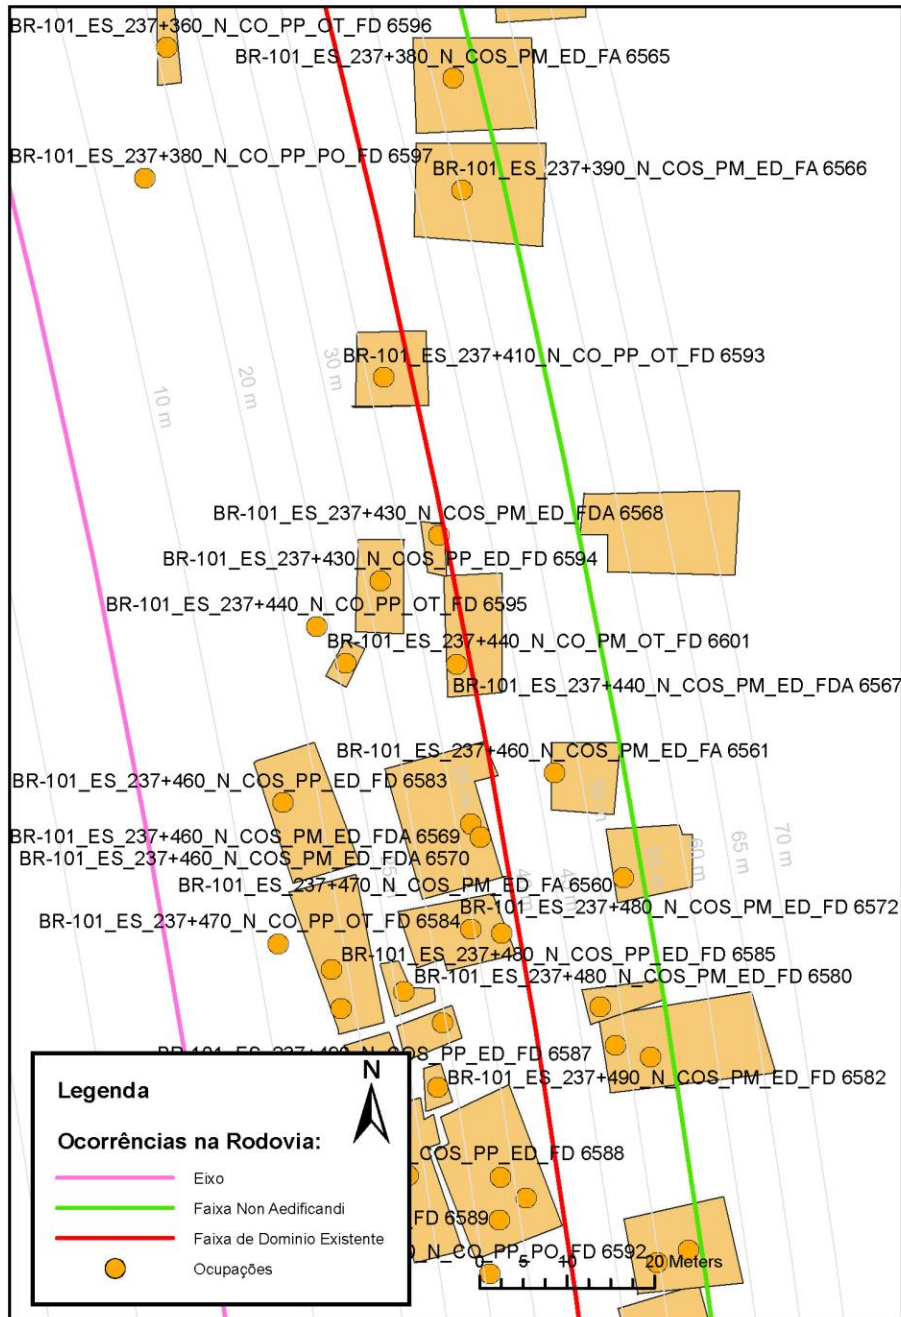 BR-101_ES_237+360_N_CO_PP_OT_FD 6596
BR-101_ES_237+380_N_COS_PM_ED_FA 6565
BR-101_ES_237+380_N_CO_PP_PO_FD 6597
BR-101_ES_237+390_N_COS_PM_ED_FA 6566
BR-101_ES_237+410_N_CO_PP_OT_FD 6593
10 m
20 m
30 m
BR-101_ES_237+430_N_COS_PM_ED_FDA 6568
BR-101_ES_237+430_N_COS_PP_ED_FD 6594
BR-101_ES_237+440_N_CO_PP_OT_FD 6595
BR-101_ES_237+440_N_CO_PM_OT_FD 6601
BR-101_ES_237+440_N_COS_PM_ED_FDA 6567
BR-101_ES_237+460_N_COS_PM_ED_FA 6561
BR-101_ES_237+460_N_COS_PP_ED_FD 6583
BR-101_ES_237+460_N_COS_PM_ED_FDA 6569
BR-101_ES_237+460_N_COS_PM_ED_FDA 6570
60 m
65 m
70 m
BR-101_ES_237+470_N_COS_PM_ED_FA 6560
BR-101_ES_237+480_N_COS_PM_ED_FD 6572
BR-101_ES_237+470_N_CO_PP_OT_FD 6584
BR-101_ES_237+480_N_COS_PP_ED_FD 6585
BR-101_ES_237+480_N_COS_PM_ED_FD 6580
COS_PP_ED_FD 6587
BR-101_ES_237+490_N_COS_PM_ED_FD 6582
COS_PP_ED_FD 6588
FD 6589
N_CO_PP_PO_FD 6592
0 5 10 20 Meters
Legenda
N
Ocorrências na Rodovia:
Eixo
Faixa Non Aedificandi
Faixa de Dominio Existente
Ocupações